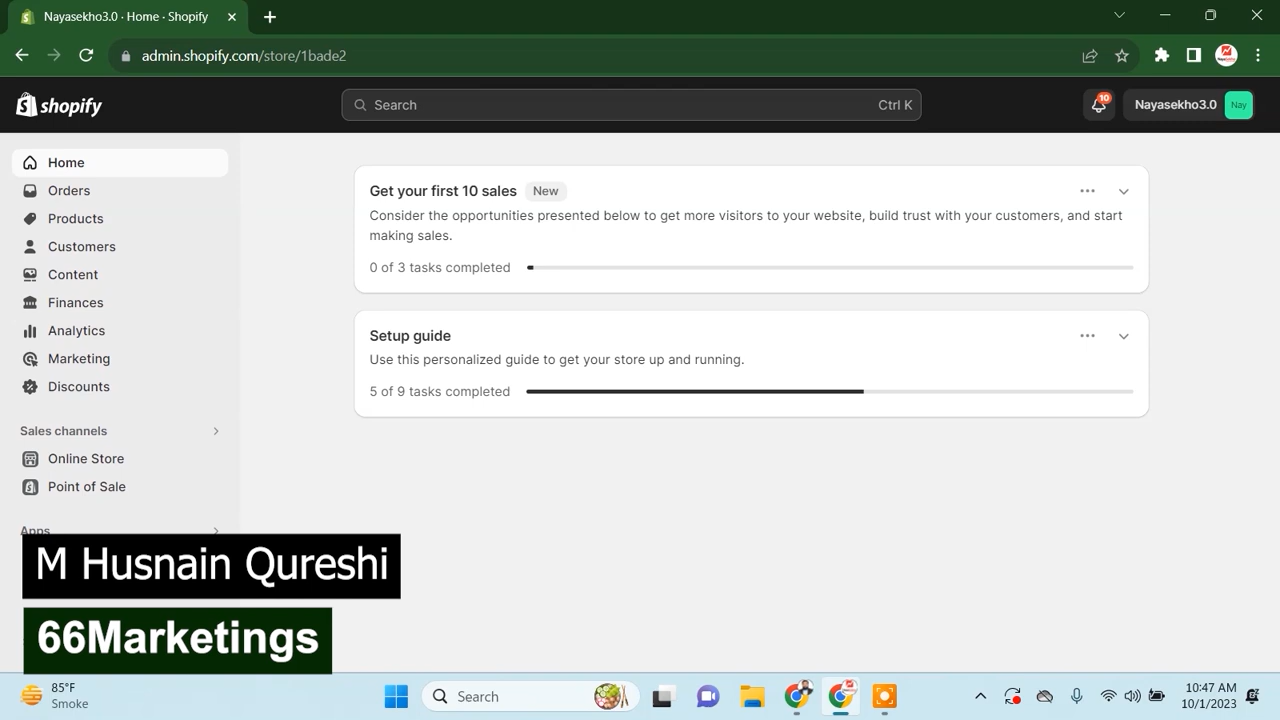 Nayasekho3.0 · Home · Shopify
admin.shopify.com/store/1bade2
shopify
Search
Ctrl K
10
Nayasekho3.0
Nay
Home
Orders
Products
Customers
Content
Finances
Analytics
Marketing
Discounts
Sales channels
Online Store
Point of Sale
Apps
Get your first 10 sales
New
Consider the opportunities presented below to get more visitors to your website, build trust with your customers, and start
making sales.
0 of 3 tasks completed
Setup guide
Use this personalized guide to get your store up and running.
5 of 9 tasks completed
M Husnain Qureshi
66Marketings
85°F
Smoke
Search
10:47 AM
10/1/2023